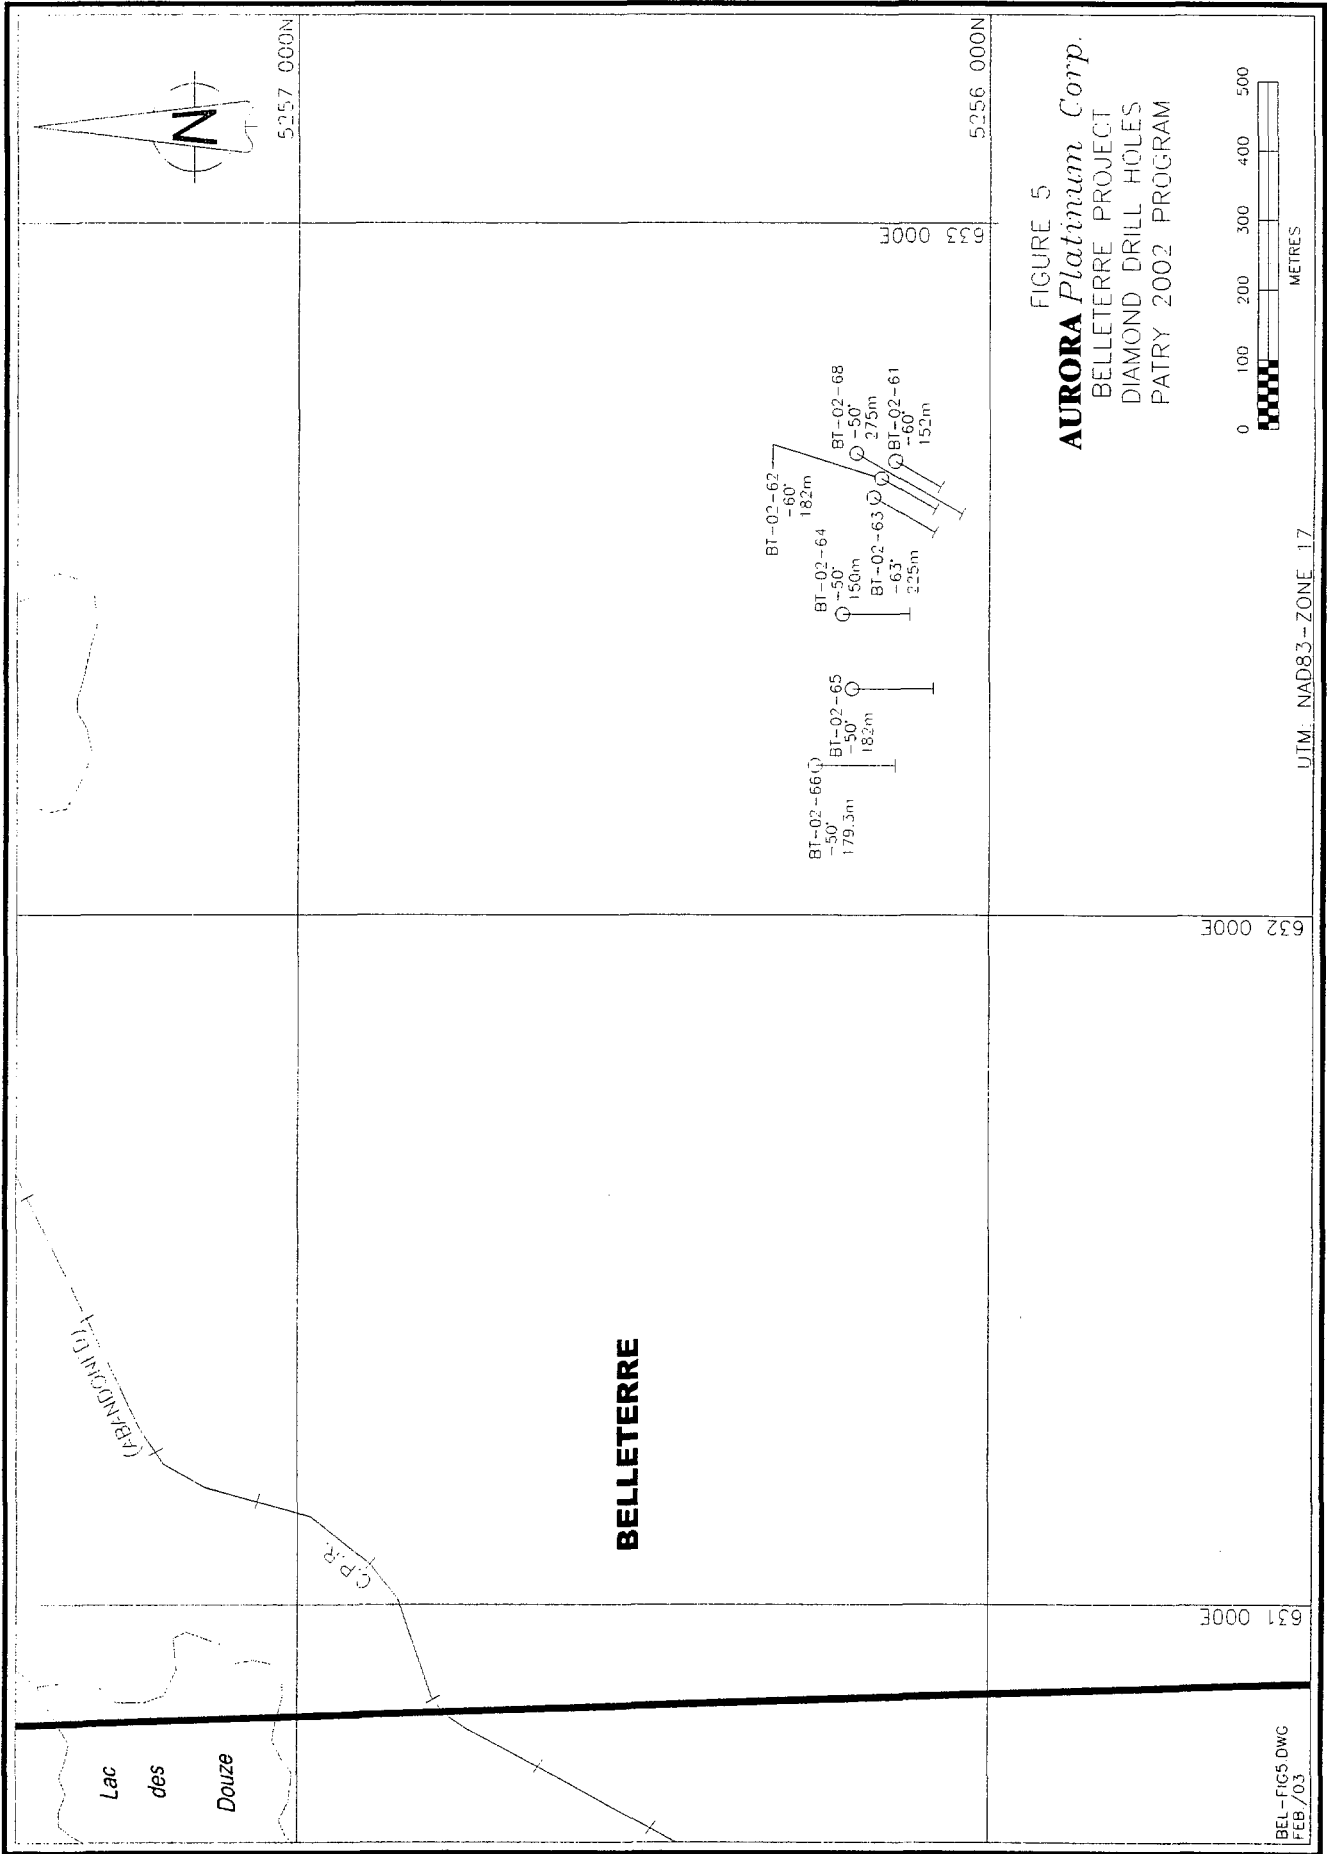 N
5257 000N
5256 000N
633 000E
632 000E
631 000E
Lac
des
Douze
C.P.R.
BELLETERRE
BT-02-66
-50°
179.3m
BT-02-65
-50°
182m
BT-02-64
-50°
150m
BT-02-63
-63°
225m
BT-02-62
-60°
182m
BT-02-68
-50°
275m
BT-02-61
-60°
152m
FIGURE 5
AURORA Platinum Corp.
BELLETERRE PROJECT
DIAMOND DRILL HOLES
PATRY 2002 PROGRAM
0 100 200 300 400 500
METRES
UTM: NAD83-ZONE 17
BEL-FIG5.DWG
FEB /03